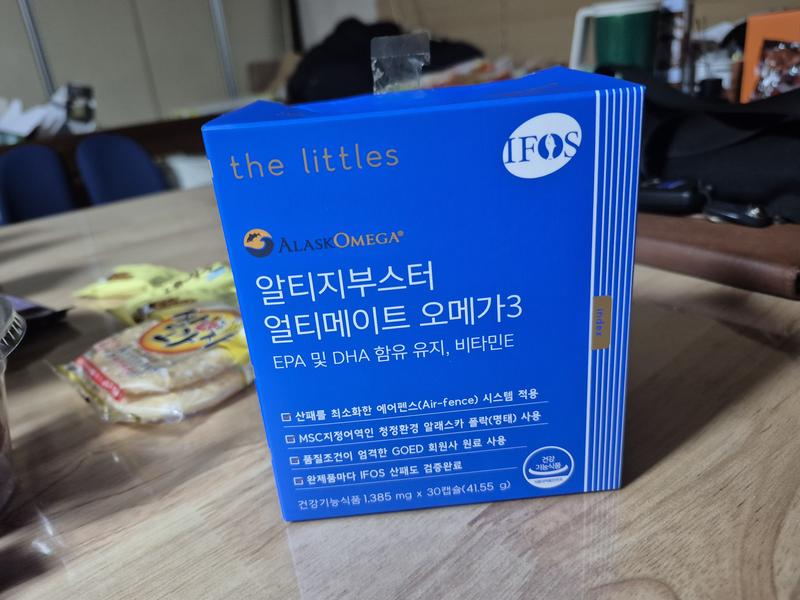 the littles
IFOS
ALASKOMEGA®
알티지부스터
얼티메이트 오메가3
EPA 및 DHA 함유 유지, 비타민E
index
산패를 최소화한 에어펜스(Air-fence) 시스템 적용
MSC지정어역인 청정환경 알래스카 폴락(명태) 사용
품질조건이 엄격한 GOED 회원사 원료 사용
완제품마다 IFOS 산패도 검증완료
건강
기능식품
건강기능식품 1,385 mg x 30캡슐(41.55 g)